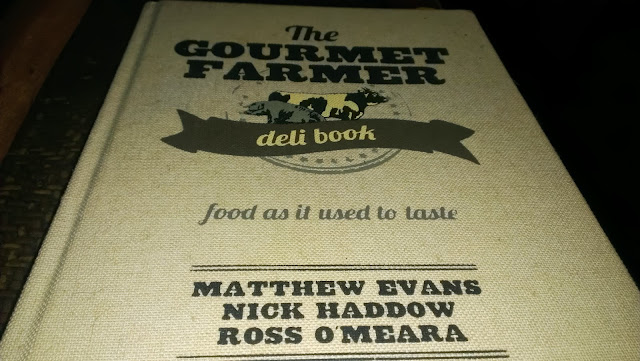 The
GOURMET
FARMER
deli book
food as it used to taste
MATTHEW EVANS
NICK HADDOW
ROSS O'MEARA